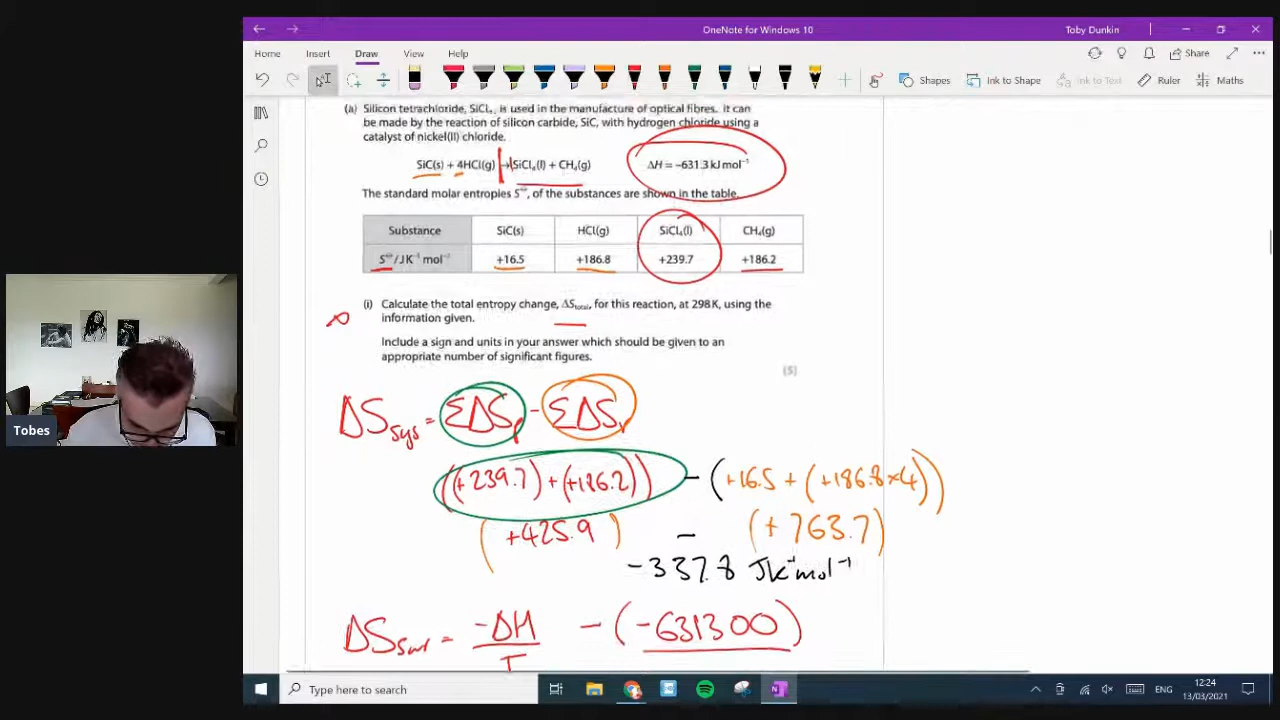 OneNote for Windows 10
Toby Dunkin
Home Insert Draw View Help
Share
Shapes Ink to Shape Ink to Text Ruler Maths
(a) Silicon tetrachloride, SiCl₄, is used in the manufacture of optical fibres. It can
be made by the reaction of silicon carbide, SiC, with hydrogen chloride using a
catalyst of nickel(II) chloride.
SiC(s) + 4HCl(g) → SiCl₄(l) + CH₄(g) ΔH = −631.3 kJ mol⁻¹
The standard molar entropies S⦵, of the substances are shown in the table.
Substance SiC(s) HCl(g) SiCl₄(l) CH₄(g)
S⦵/J K⁻¹ mol⁻¹ +16.5 +186.8 +239.7 +186.2
(i) Calculate the total entropy change, ΔStotal, for this reaction, at 298 K, using the
information given.
Include a sign and units in your answer which should be given to an
appropriate number of significant figures.
(5)
ΔSsys = ΣΔSp - ΣΔSr
((+239.7) + (+186.2)) - (+16.5 + (+186.8×4))
(+425.9) - (+763.7)
-337.8 JK⁻¹mol⁻¹
ΔSsurr = -ΔH/T -(-631300)
Tobes
Type here to search
ENG
12:24
13/03/2021